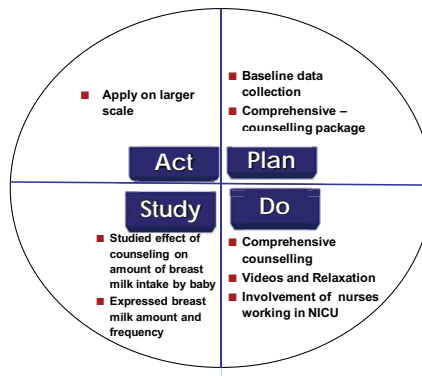 ■ Apply on larger
scale
■ Baseline data
collection
■ Comprehensive –
counselling package
Act
Plan
Study
Do
■ Studied effect of
counseling on
amount of breast
milk intake by baby
■ Expressed breast
milk amount and
frequency
■ Comprehensive
counselling
■ Videos and Relaxation
■ Involvement of nurses
working in NICU